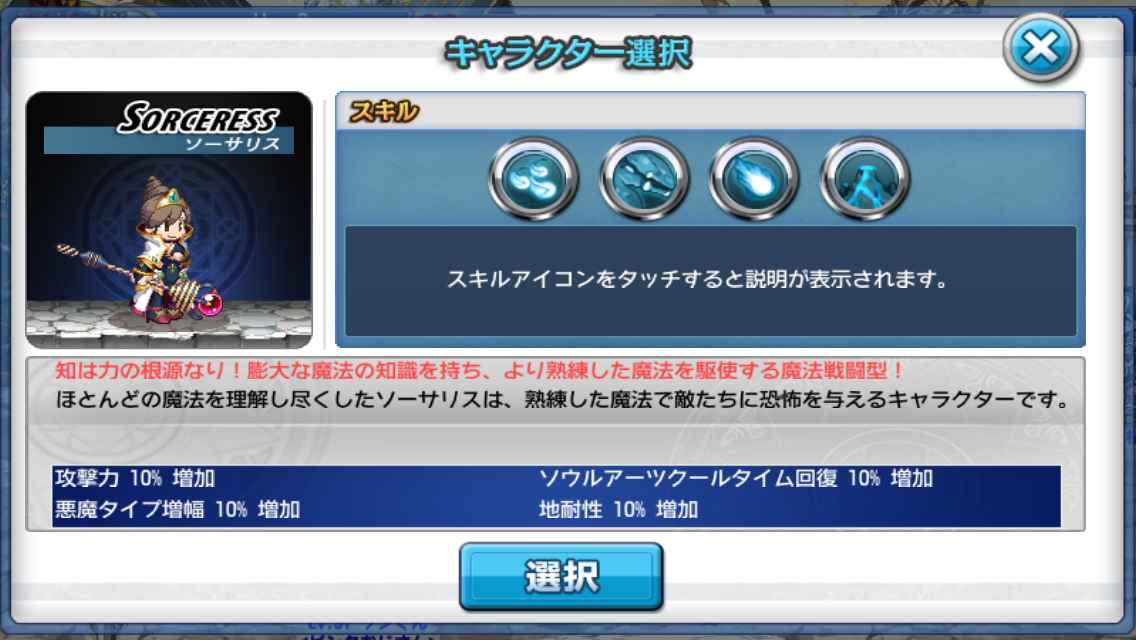 キャラクター選択
SORCERESS
ソーサリス
スキル
スキルアイコンをタッチすると説明が表示されます。
知は力の根源なり！膨大な魔法の知識を持ち、より熟練した魔法を駆使する魔法戦闘型！
ほとんどの魔法を理解し尽くしたソーサリスは、熟練した魔法で敵たちに恐怖を与えるキャラクターです。
攻撃力 10% 増加
ソウルアーツクールタイム回復 10% 増加
悪魔タイプ増幅 10% 増加
地耐性 10% 増加
選択